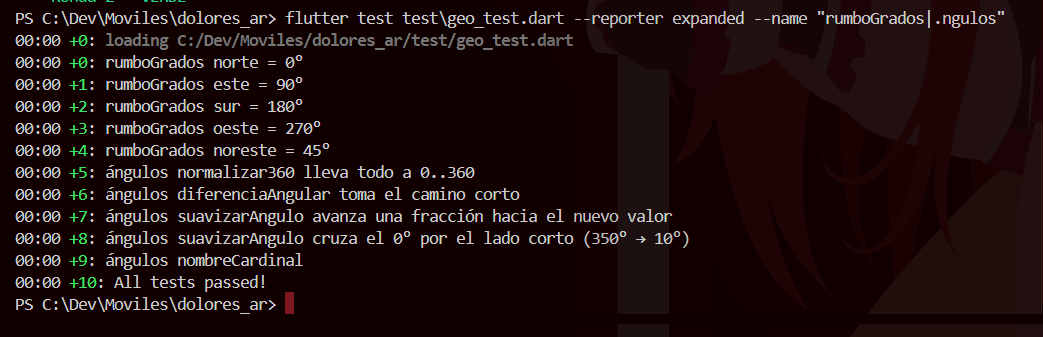 PS C:\Dev\Moviles\dolores_ar> flutter test test\geo_test.dart --reporter expanded --name "rumboGrados|.ngulos"
00:00 +0: loading C:/Dev/Moviles/dolores_ar/test/geo_test.dart
00:00 +0: rumboGrados norte = 0°
00:00 +1: rumboGrados este = 90°
00:00 +2: rumboGrados sur = 180°
00:00 +3: rumboGrados oeste = 270°
00:00 +4: rumboGrados noreste = 45°
00:00 +5: ángulos normalizar360 lleva todo a 0..360
00:00 +6: ángulos diferenciaAngular toma el camino corto
00:00 +7: ángulos suavizarAngulo avanza una fracción hacia el nuevo valor
00:00 +8: ángulos suavizarAngulo cruza el 0° por el lado corto (350° → 10°)
00:00 +9: ángulos nombreCardinal
00:00 +10: All tests passed!
PS C:\Dev\Moviles\dolores_ar>